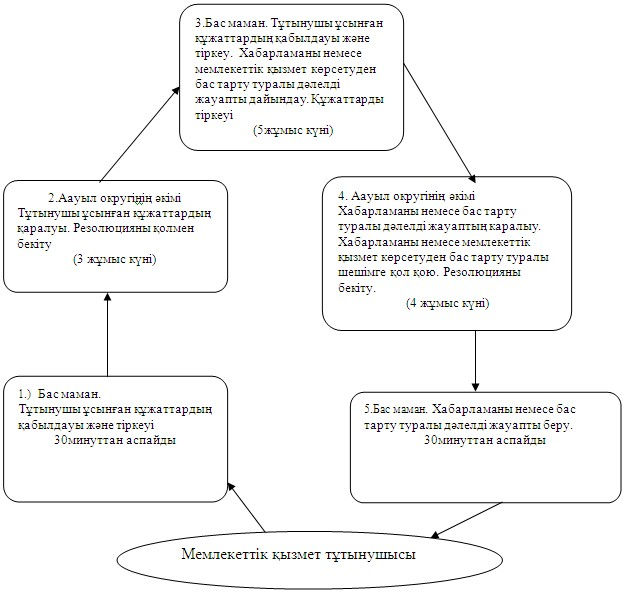 3.Бас маман. Тұтынушы ұсынған
құжаттардың қабылдауы және
тіркеу. Хабарламаны немесе
мемлекеттік қызмет көрсетуден
бас тарту туралы дәлелді
жауапты дайындау. Құжаттарды
тіркеуі
(5жұмыс күні)
2.Аауыл округіңің әкімі
Тұтынушы ұсынған құжаттардың
қаралуы. Резолюцияны қолмен
бекіту
(3 жұмыс күні)
4. Аауыл округінің әкімі
Хабарламаны немесе бас тарту
туралы дәлелді жауаптың каралыу.
Хабарламаны немесе мемлекеттік
қызмет көрсетуден бас тарту туралы
шешімге қол қою. Резолюцияны
бекіту.
(4 жұмыс күні)
1.) Бас маман.
Тұтынушы ұсынған құжаттардың
қабылдауы және тіркеуі
30минуттан аспайды
5.Бас маман. Хабарламаны немесе бас
тарту туралы дәлелді жауапты беру.
30минуттан аспайды
Мемлекеттік қызмет тұтынушысы